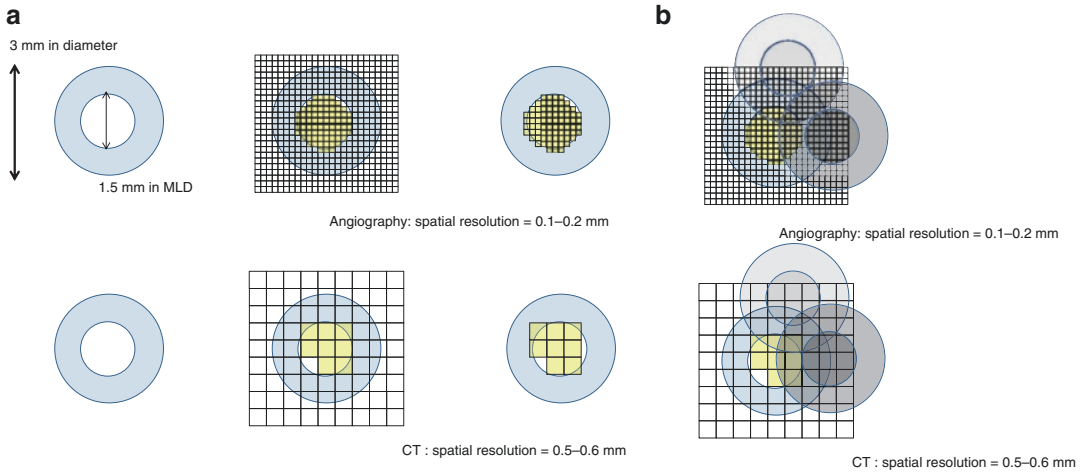 a
b
3 mm in diameter
1.5 mm in MLD
Angiography: spatial resolution = 0.1–0.2 mm
Angiography: spatial resolution = 0.1–0.2 mm
CT : spatial resolution = 0.5–0.6 mm
CT : spatial resolution = 0.5–0.6 mm